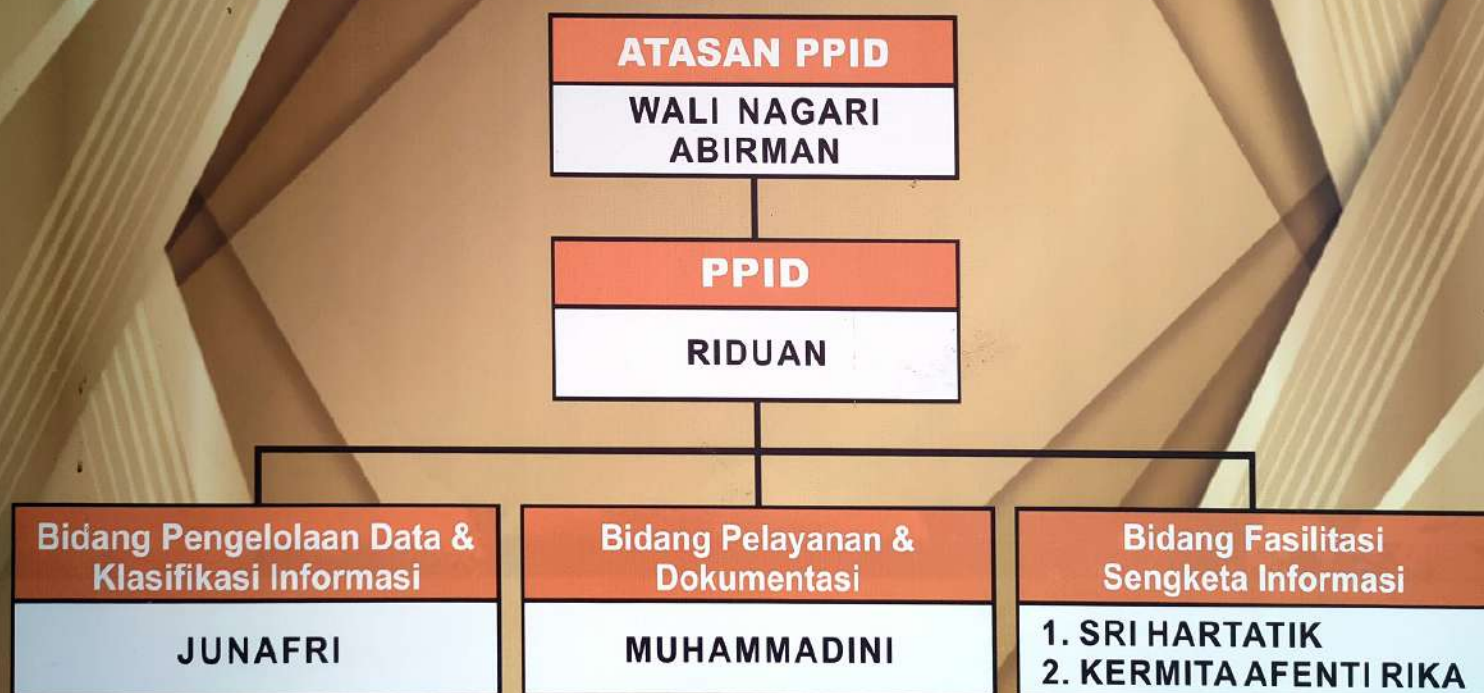 ATASAN PPID
WALI NAGARI
ABIRMAN
PPID
RIDUAN
Bidang Pengelolaan Data &
Klasifikasi Informasi
JUNAFRI
Bidang Pelayanan &
Dokumentasi
MUHAMMADINI
Bidang Fasilitasi
Sengketa Informasi
1. SRI HARTATIK
2. KERMITA AFENTI RIKA